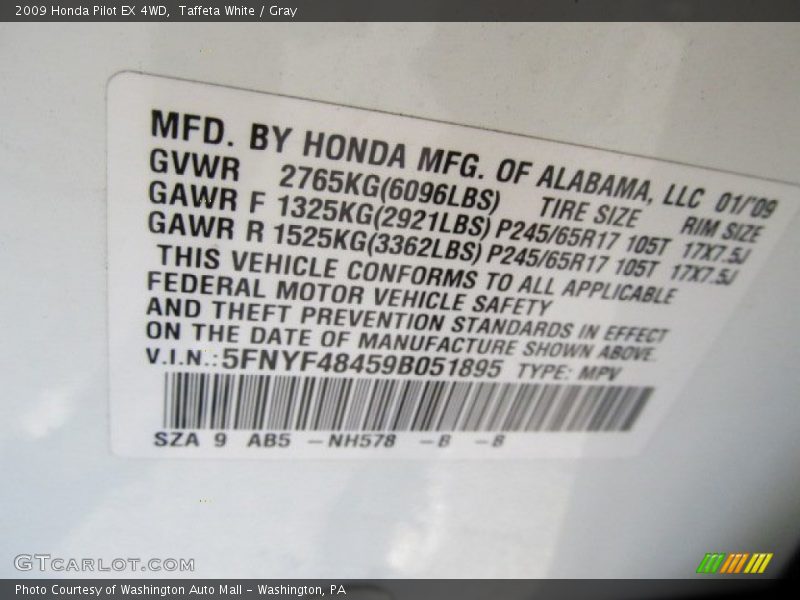 2009 Honda Pilot EX 4WD,  Taffeta White / Gray
MFD. BY HONDA MFG. OF ALABAMA, LLC 01/'09
GVWR 2765KG(6096LBS) TIRE SIZE RIM SIZE
GAWR F 1325KG(2921LBS) P245/65R17 105T 17X7.5J
GAWR R 1525KG(3362LBS) P245/65R17 105T 17X7.5J
THIS VEHICLE CONFORMS TO ALL APPLICABLE
FEDERAL MOTOR VEHICLE SAFETY
AND THEFT PREVENTION STANDARDS IN EFFECT
ON THE DATE OF MANUFACTURE SHOWN ABOVE.
V.I.N.:5FNYF48459B051895 TYPE: MPV
SZA 9 AB5 -NH578 -B -B
GTcarlot.com
Photo Courtesy of Washington Auto Mall - Washington, PA